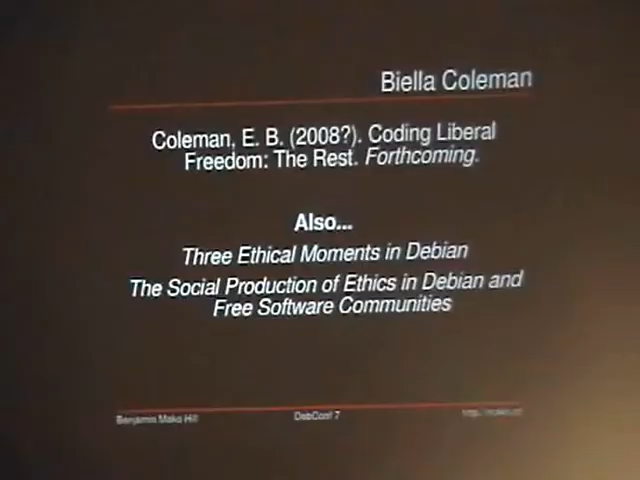 Biella Coleman
Coleman, E. B. (2008?). Coding Liberal
Freedom: The Rest. Forthcoming.
Also...
Three Ethical Moments in Debian
The Social Production of Ethics in Debian and
Free Software Communities
Benjamin Mako Hill
DebConf 7